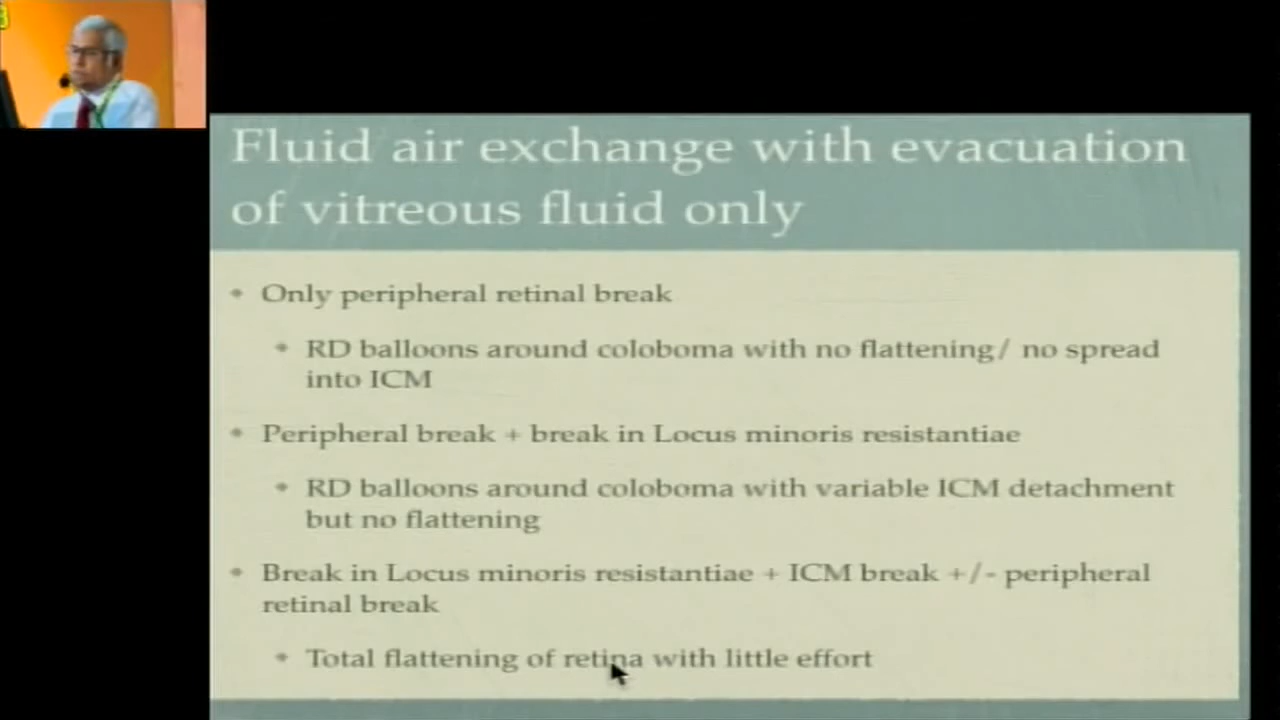 Fluid air exchange with evacuation
of vitreous fluid only
Only peripheral retinal break
RD balloons around coloboma with no flattening/ no spread
into ICM
Peripheral break + break in Locus minoris resistantiae
RD balloons around coloboma with variable ICM detachment
but no flattening
Break in Locus minoris resistantiae + ICM break +/- peripheral
retinal break
Total flattening of retina with little effort